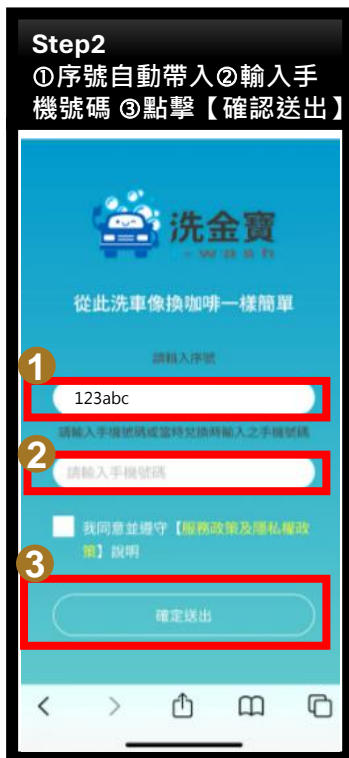 Step2
①序號自動帶入②輸入手
機號碼 ③點擊【確認送出】
洗金寶
- w a s h
從此洗車像換咖啡一樣簡單
請輸入序號
1
123abc
請輸入手機號碼或當時兌換時輸入之手機號碼
2
請輸入手機號碼
我同意並遵守【服務政策及隱私權政
策】說明
3
確定送出